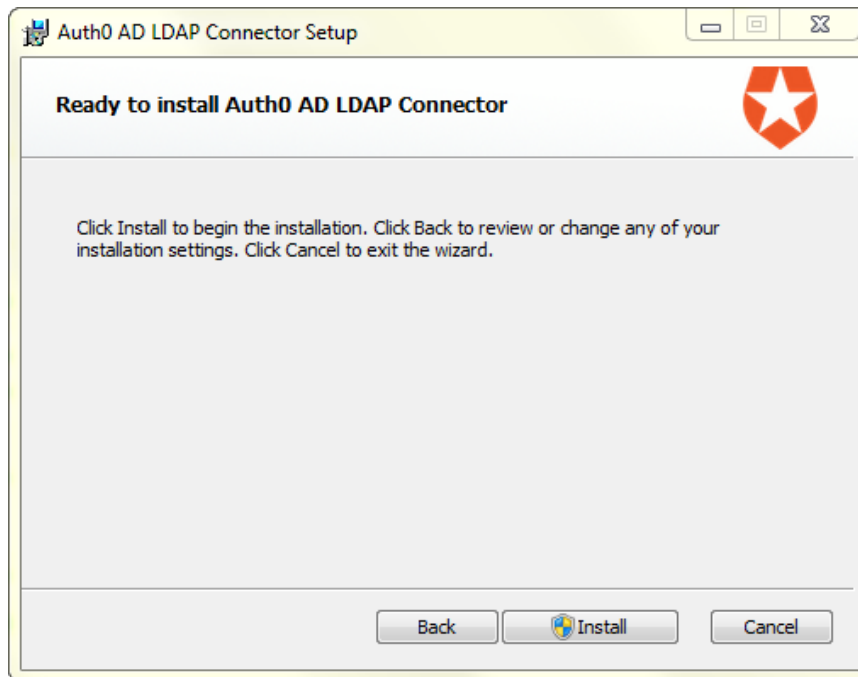 Auth0 AD LDAP Connector Setup
Ready to install Auth0 AD LDAP Connector
Click Install to begin the installation. Click Back to review or change any of your
installation settings. Click Cancel to exit the wizard.
Back
Install
Cancel